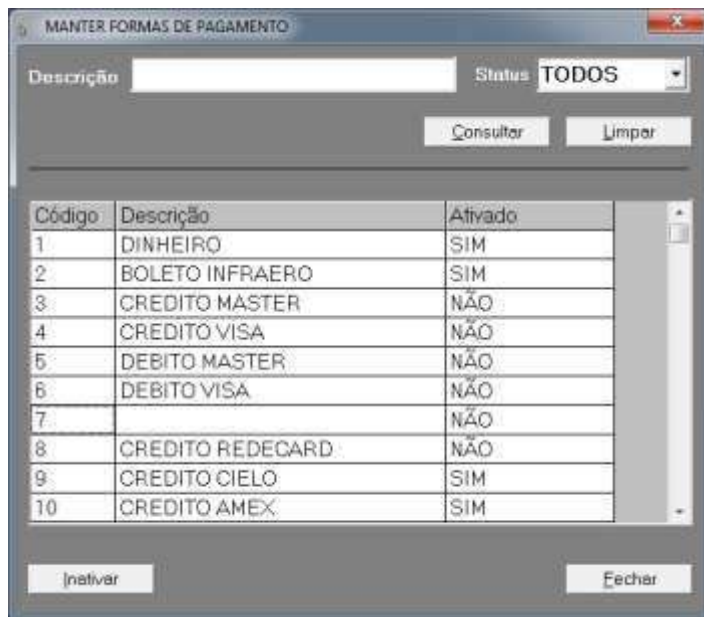 MANTER FORMAS DE PAGAMENTO
Descrição Status TODOS
Consultar Limpar
Código Descrição Ativado
1 DINHEIRO SIM
2 BOLETO INFRAERO SIM
3 CREDITO MASTER NÃO
4 CREDITO VISA NÃO
5 DEBITO MASTER NÃO
6 DEBITO VISA NÃO
7 NÃO
8 CREDITO REDECARD NÃO
9 CREDITO CIELO SIM
10 CREDITO AMEX SIM
Inativar Fechar